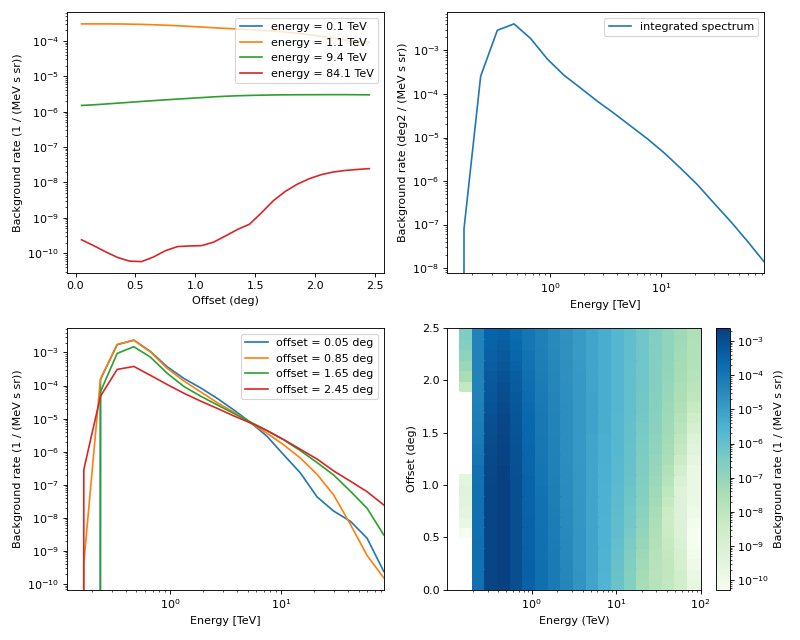 Background rate (1 / (MeV s sr))
10⁻⁴
10⁻⁵
10⁻⁶
10⁻⁷
10⁻⁸
10⁻⁹
10⁻¹⁰
energy = 0.1 TeV
energy = 1.1 TeV
energy = 9.4 TeV
energy = 84.1 TeV
0.0 0.5 1.0 1.5 2.0 2.5
Offset (deg)
Background rate (deg2 / (MeV s sr))
10⁻³
10⁻⁴
10⁻⁵
10⁻⁶
10⁻⁷
10⁻⁸
integrated spectrum
10⁰ 10¹
Energy [TeV]
Background rate (1 / (MeV s sr))
10⁻³
10⁻⁴
10⁻⁵
10⁻⁶
10⁻⁷
10⁻⁸
10⁻⁹
10⁻¹⁰
offset = 0.05 deg
offset = 0.85 deg
offset = 1.65 deg
offset = 2.45 deg
10⁰ 10¹
Energy [TeV]
Offset (deg)
2.5
2.0
1.5
1.0
0.5
0.0
10⁰ 10¹ 10²
Energy (TeV)
10⁻³
10⁻⁴
10⁻⁵
10⁻⁶
10⁻⁷
10⁻⁸
10⁻⁹
10⁻¹⁰
Background rate (1 / (MeV s sr))